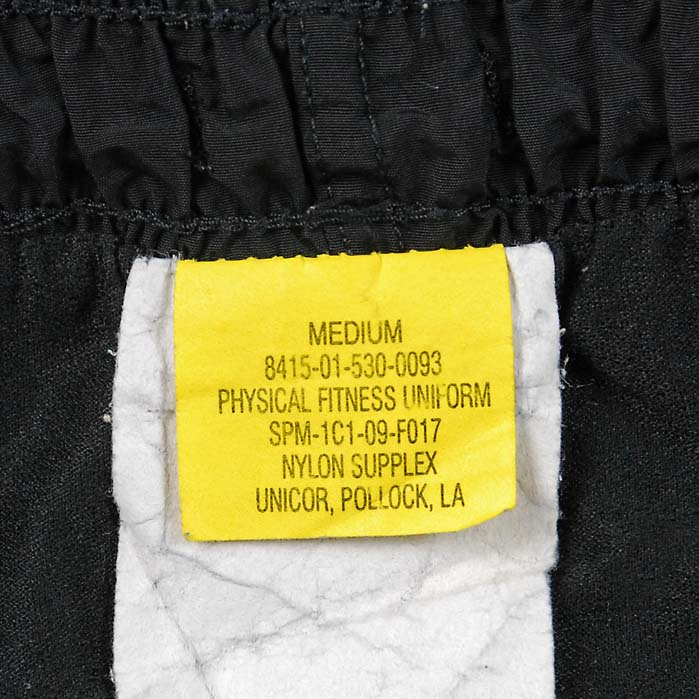 MEDIUM
8415-01-530-0093
PHYSICAL FITNESS UNIFORM
SPM-1C1-09-F017
NYLON SUPPLEX
UNICOR, POLLOCK, LA